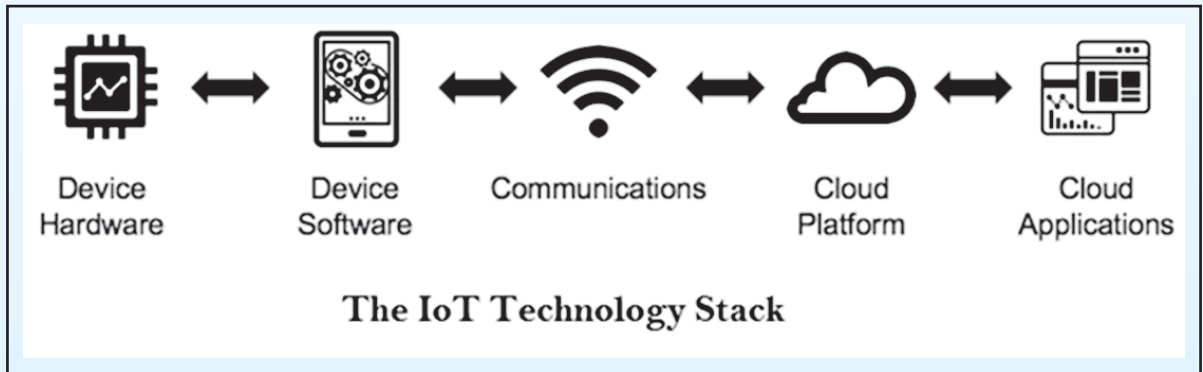 Device Hardware
Device Software
Communications
Cloud Platform
Cloud Applications
The IoT Technology Stack